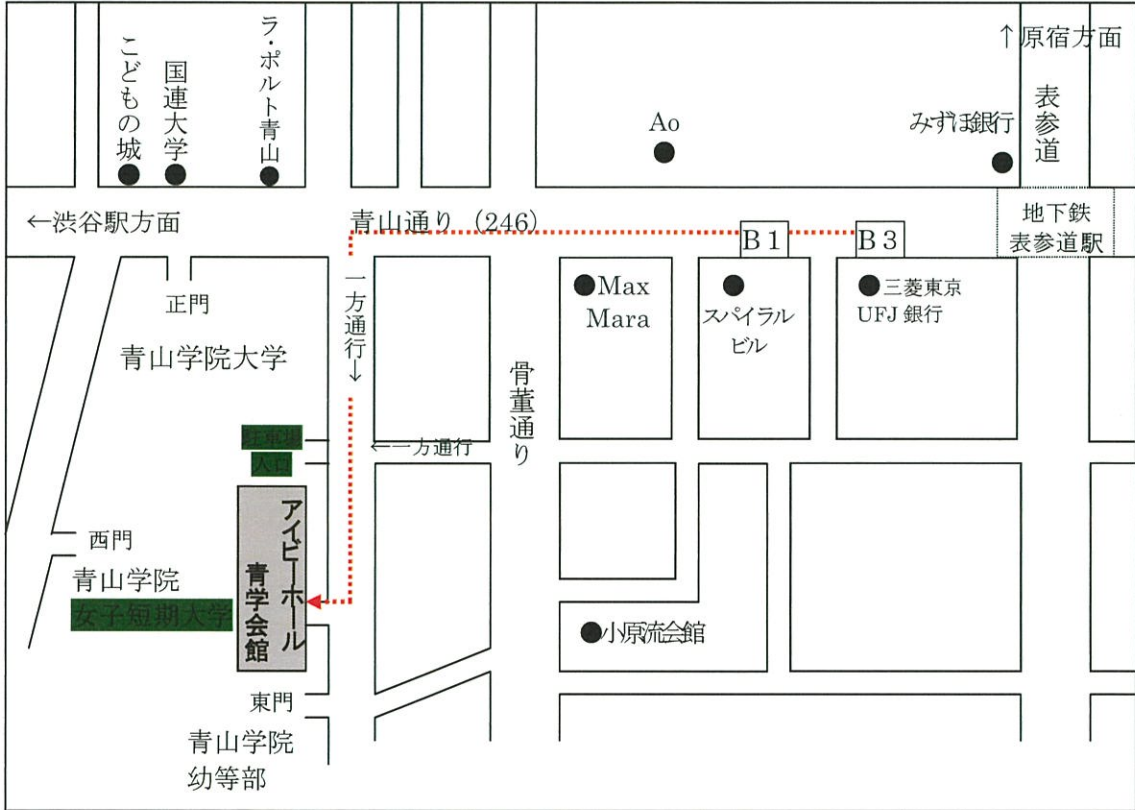 ↑原宿方面
表参道
こどもの城
国連大学
ラ・ポルト青山
Ao
みずほ銀行
←渋谷駅方面
青山通り (246)
地下鉄
表参道駅
B1
B3
正門
青山学院大学
一方通行↓
Max
Mara
スパイラル
ビル
三菱東京
UFJ 銀行
骨董通り
駐車場
入口
←一方通行
アイビーホール
青学会館
西門
青山学院
女子短期大学
小原流会館
東門
青山学院
幼等部